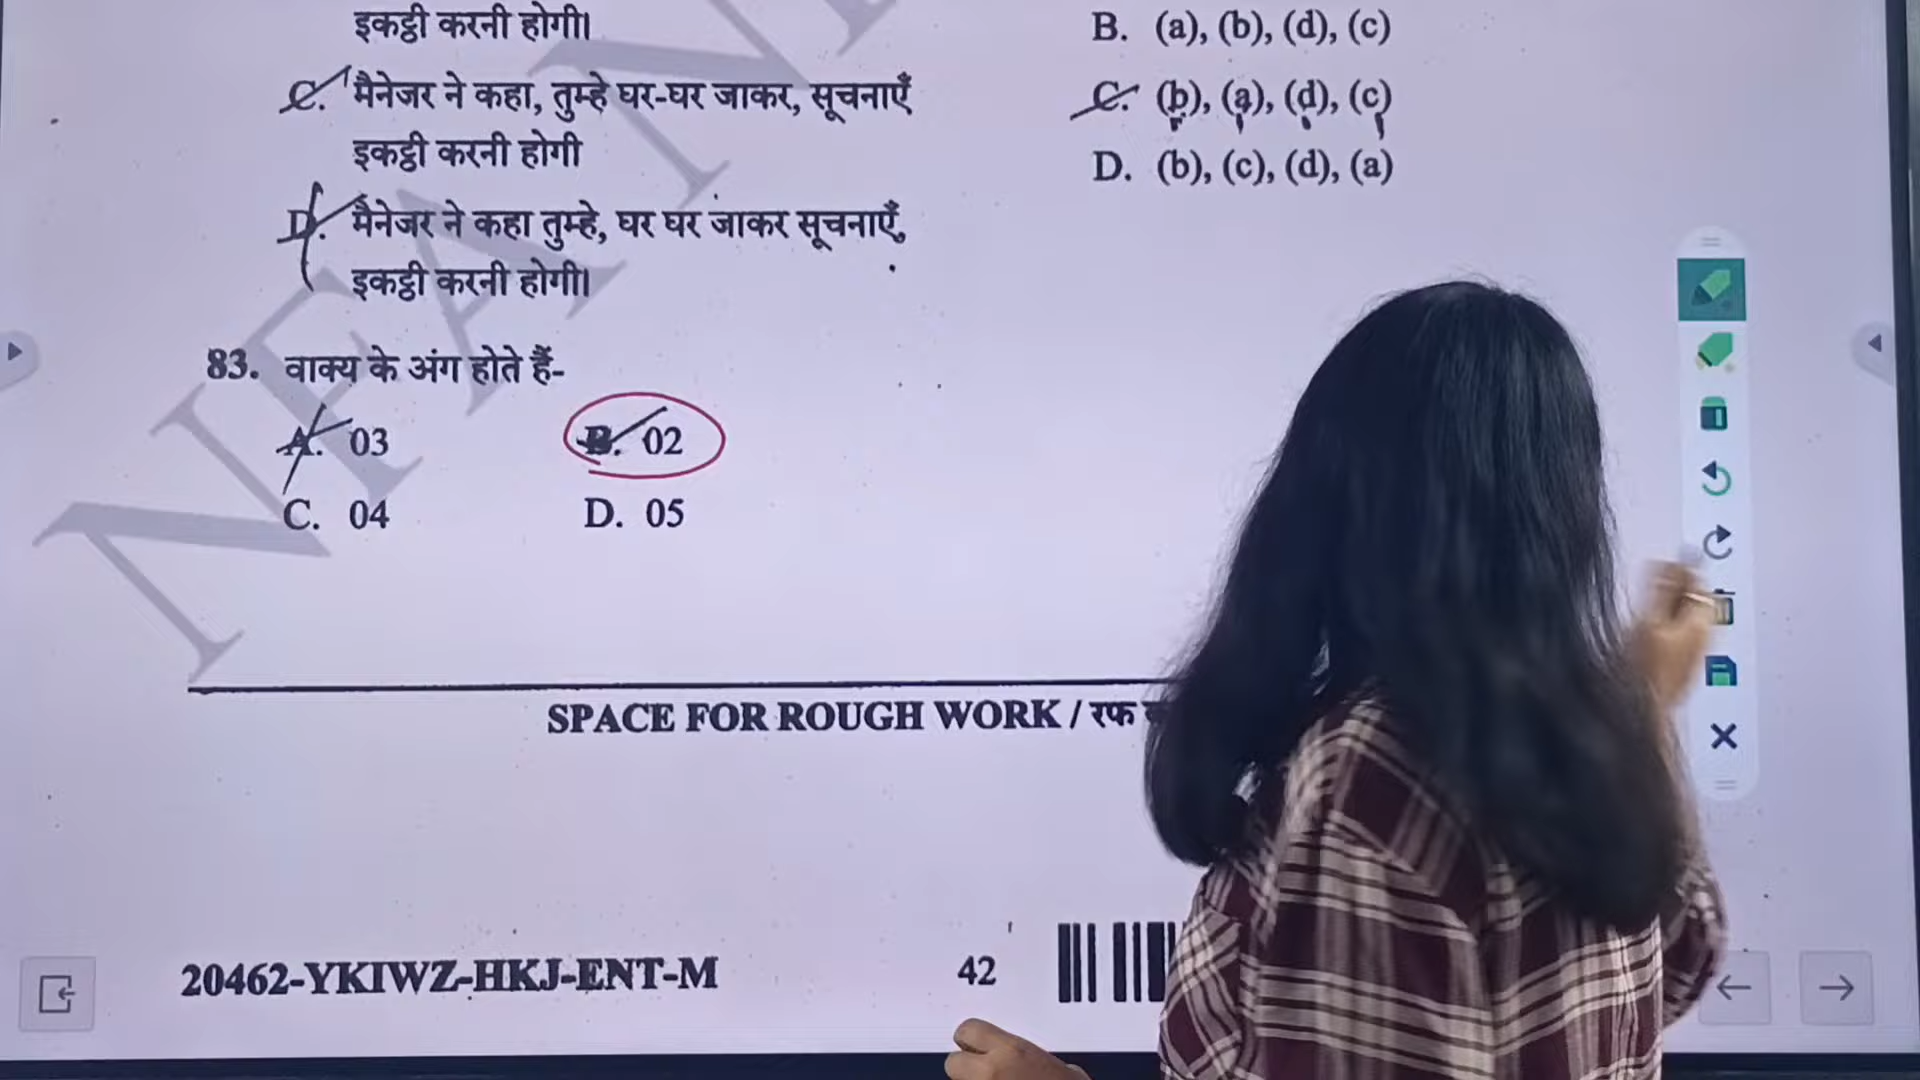 इकट्ठी करनी होगी।
C. मैनेजर ने कहा, तुम्हे घर-घर जाकर, सूचनाएँ
इकट्ठी करनी होगी
D. मैनेजर ने कहा तुम्हे, घर घर जाकर सूचनाएँ,
इकट्ठी करनी होगी।
83. वाक्य के अंग होते हैं-
A. 03
B. 02
C. 04
D. 05
B. (a), (b), (d), (c)
C. (b), (a), (d), (c)
D. (b), (c), (d), (a)
SPACE FOR ROUGH WORK / रफ
20462-YKIWZ-HKJ-ENT-M
42